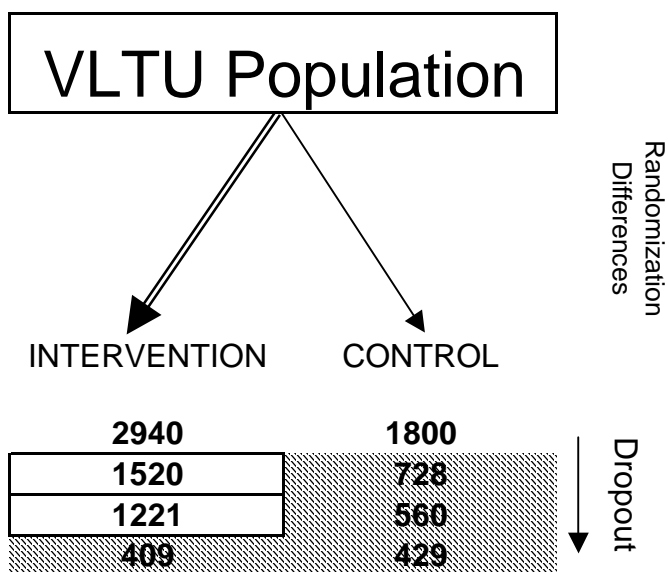 VLTU Population
Randomization
Differences
INTERVENTION CONTROL
2940 1800
1520 728
1221 560
409 429
Dropout